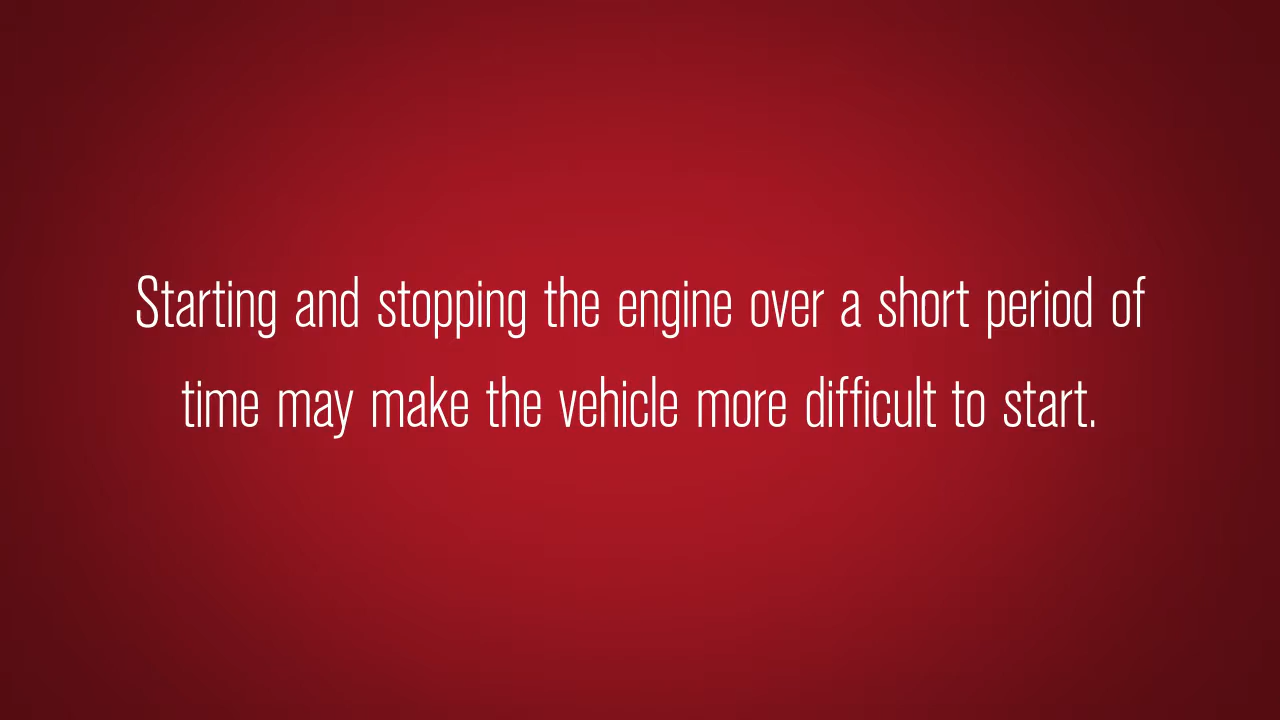 Starting and stopping the engine over a short period of
time may make the vehicle more difficult to start.